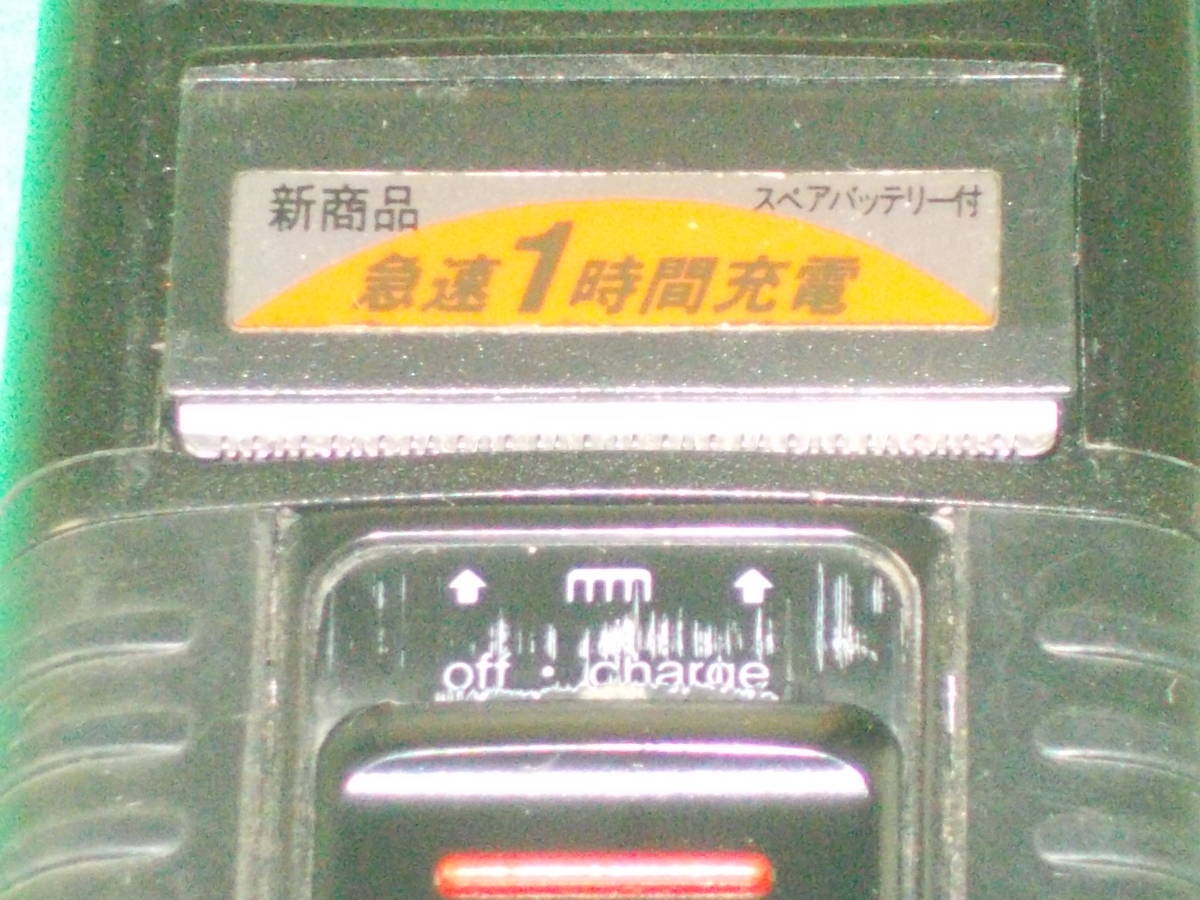 新商品
スペアバッテリー付
急速1時間充電
off · charge